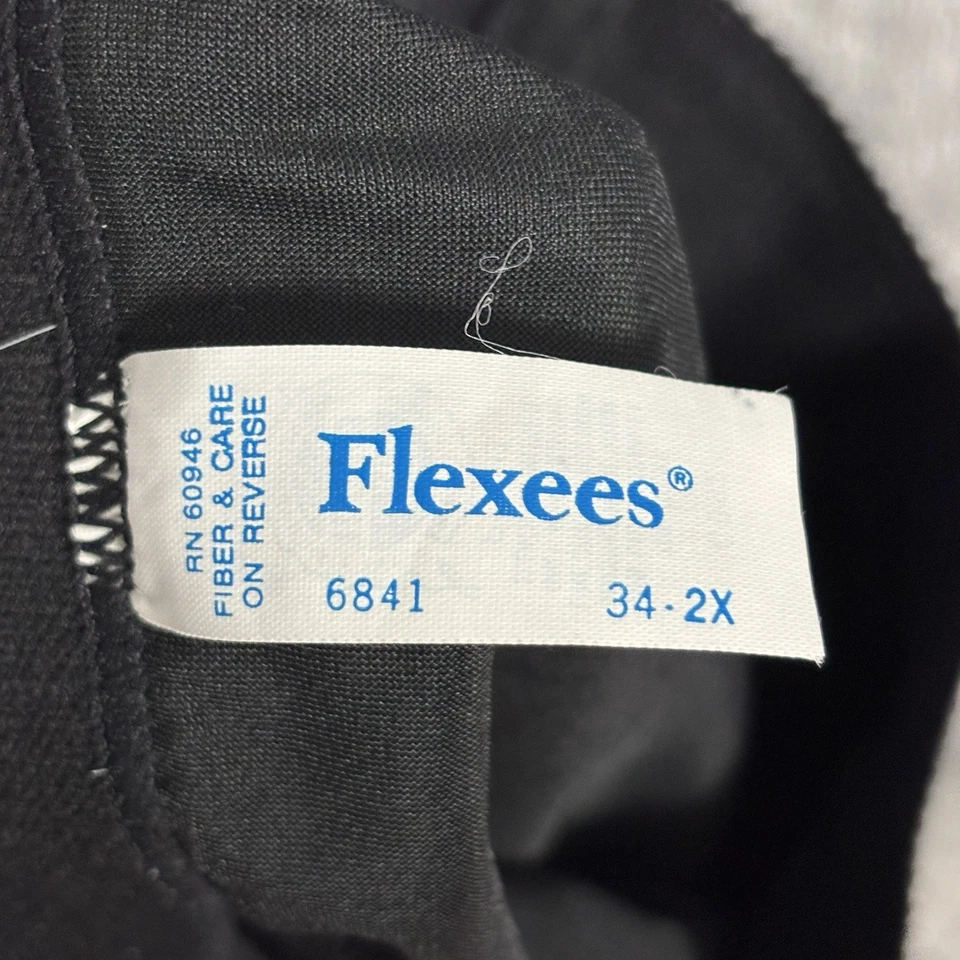 RN 60946
FIBER & CARE
ON REVERSE
Flexees®
6841 34-2X